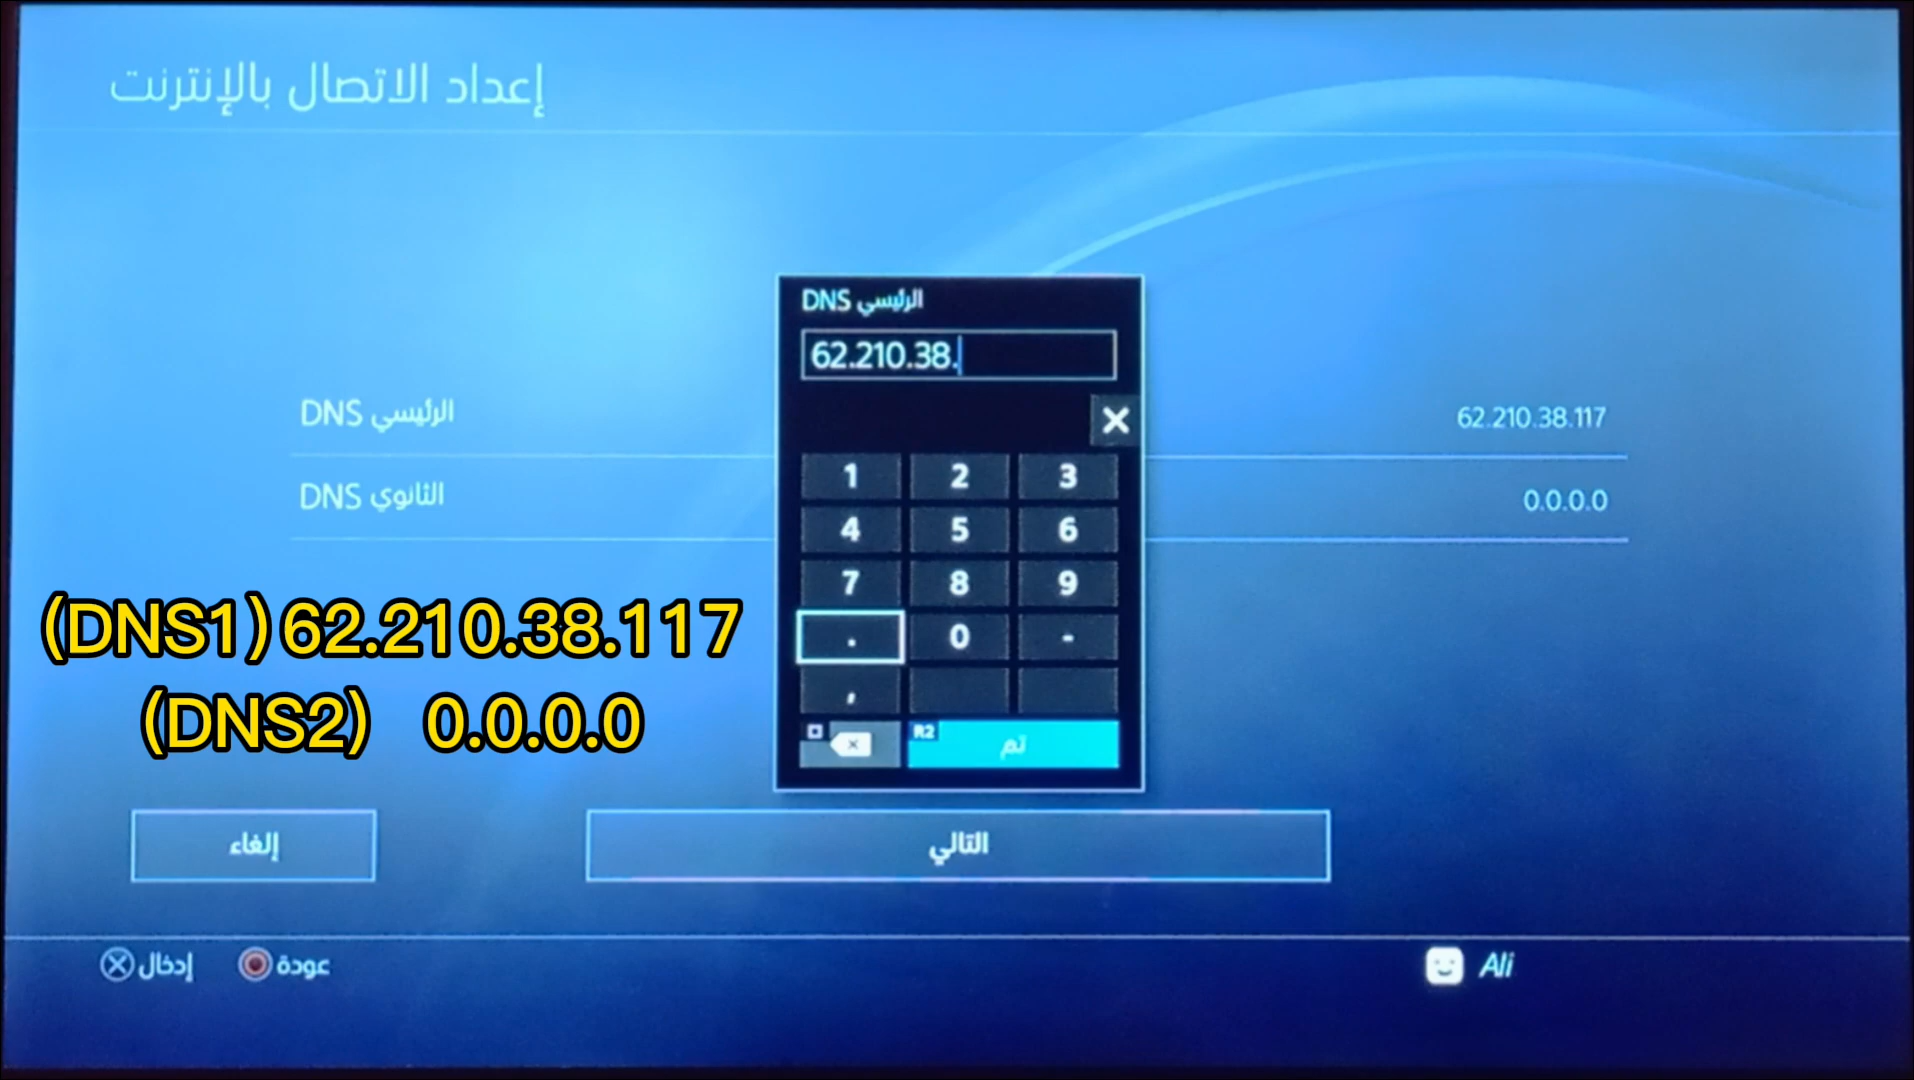 إعداد الاتصال بالإنترنت
DNS الرئيسي
62.210.38.
DNS الرئيسي
62.210.38.117
DNS الثانوي
0.0.0.0
1 2 3
4 5 6
7 8 9
. 0 -
,
R2 تم
(DNS1) 62.210.38.117
(DNS2) 0.0.0.0
إلغاء
التالي
إدخال
عودة
Ali